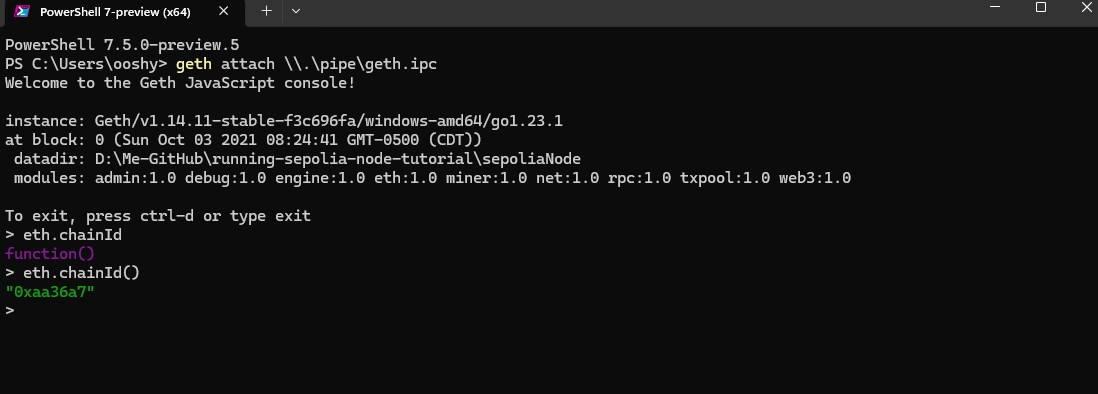 PowerShell 7-preview (x64)
PowerShell 7.5.0-preview.5
PS C:\Users\ooshy> geth attach \\.\pipe\geth.ipc
Welcome to the Geth JavaScript console!
instance: Geth/v1.14.11-stable-f3c696fa/windows-amd64/go1.23.1
at block: 0 (Sun Oct 03 2021 08:24:41 GMT-0500 (CDT))
 datadir: D:\Me-GitHub\running-sepolia-node-tutorial\sepoliaNode
 modules: admin:1.0 debug:1.0 engine:1.0 eth:1.0 miner:1.0 net:1.0 rpc:1.0 txpool:1.0 web3:1.0
To exit, press ctrl-d or type exit
> eth.chainId
function()
> eth.chainId()
"0xaa36a7"
>